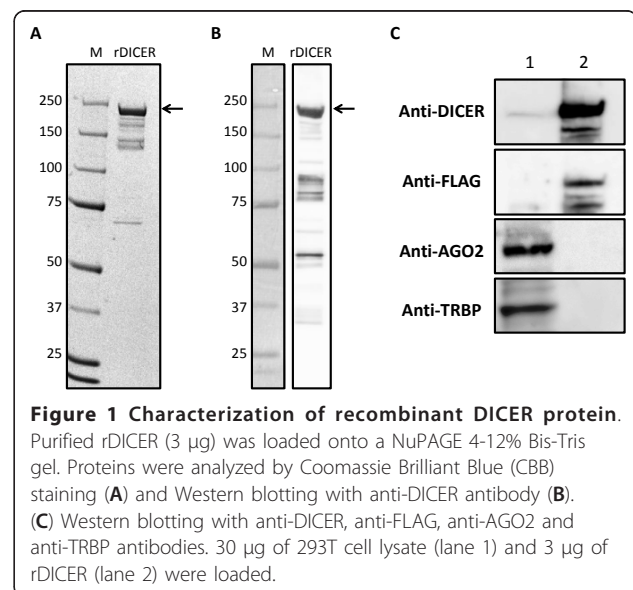 A
M rDICER
250
150
100
75
50
37
25
B
M rDICER
250
150
100
75
50
37
25
C
1 2
Anti-DICER
Anti-FLAG
Anti-AGO2
Anti-TRBP
Figure 1 Characterization of recombinant DICER protein.
Purified rDICER (3 μg) was loaded onto a NuPAGE 4-12% Bis-Tris
gel. Proteins were analyzed by Coomassie Brilliant Blue (CBB)
staining (A) and Western blotting with anti-DICER antibody (B).
(C) Western blotting with anti-DICER, anti-FLAG, anti-AGO2 and
anti-TRBP antibodies. 30 μg of 293T cell lysate (lane 1) and 3 μg of
rDICER (lane 2) were loaded.